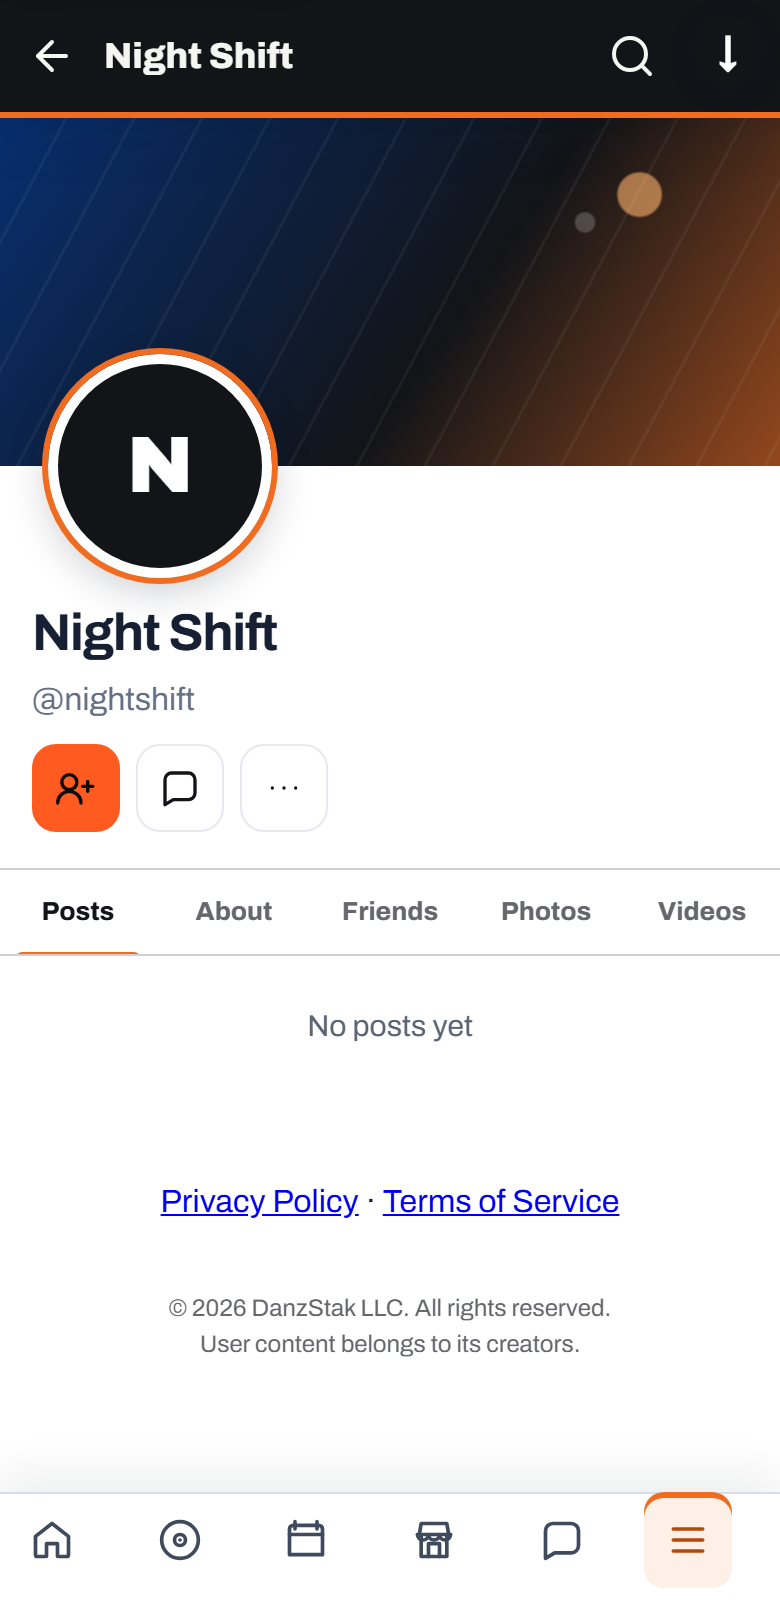 Night Shift
N
Night Shift
@nightshift
Posts About Friends Photos Videos
No posts yet
Privacy Policy · Terms of Service
© 2026 DanzStak LLC. All rights reserved.
User content belongs to its creators.